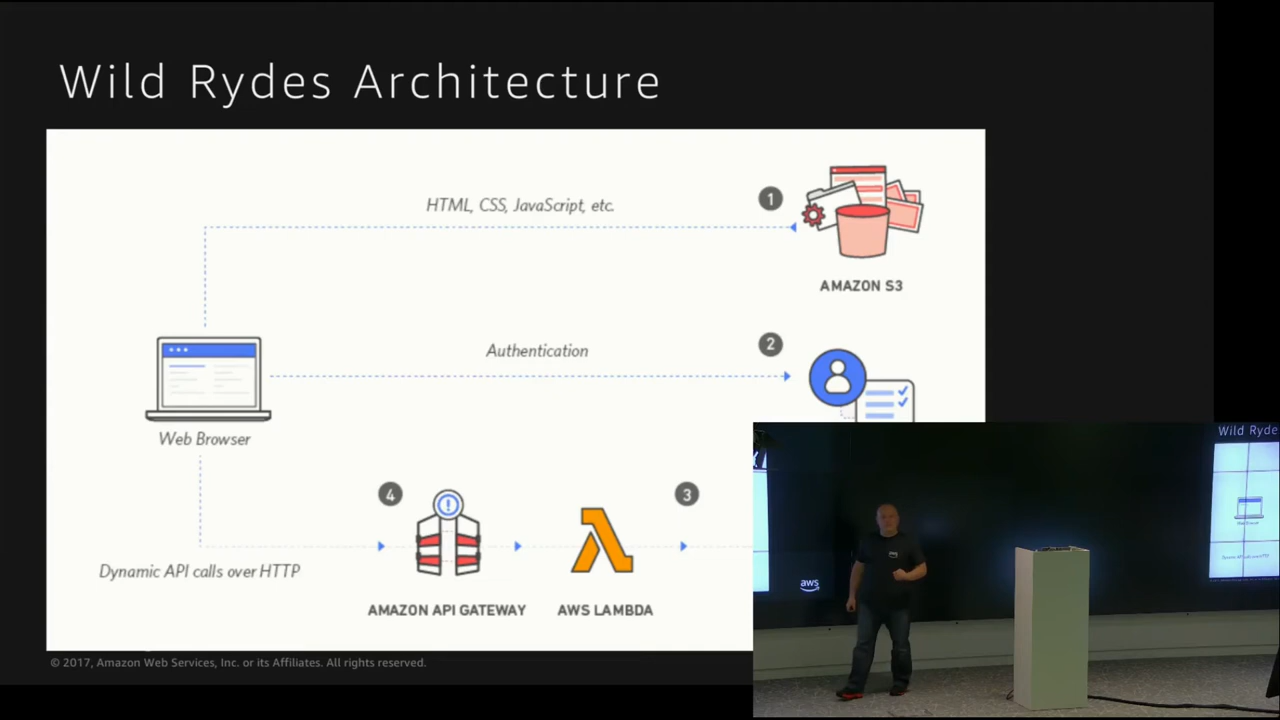 Wild Rydes Architecture
HTML, CSS, JavaScript, etc.
1
AMAZON S3
Authentication
2
Web Browser
4
3
Dynamic API calls over HTTP
AMAZON API GATEWAY
AWS LAMBDA
© 2017, Amazon Web Services, Inc. or its Affiliates. All rights reserved.
Wild Ryde
aws